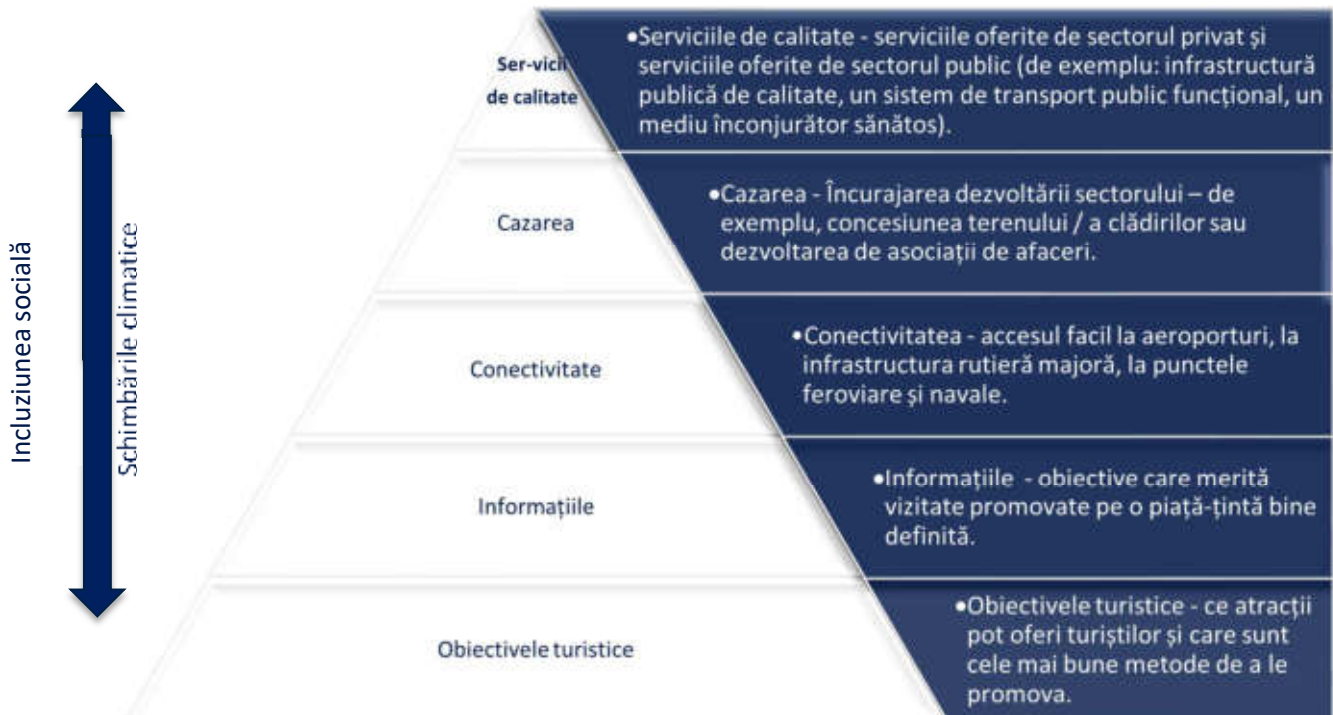 Incluziunea socială
Schimbările climatice
Ser-vicii
de calitate
•Serviciile de calitate - serviciile oferite de sectorul privat și
serviciile oferite de sectorul public (de exemplu: infrastructură
publică de calitate, un sistem de transport public funcțional, un
mediu înconjurător sănătos).
Cazarea
•Cazarea - Încurajarea dezvoltării sectorului – de
exemplu, concesiunea terenului / a clădirilor sau
dezvoltarea de asociații de afaceri.
Conectivitate
•Conectivitatea - accesul facil la aeroporturi, la
infrastructura rutieră majoră, la punctele
feroviare și navale.
Informațiile
•Informațiile - obiective care merită
vizitate promovate pe o piață-țintă bine
definită.
Obiectivele turistice
•Obiectivele turistice - ce atracții
pot oferi turiștilor și care sunt
cele mai bune metode de a le
promova.